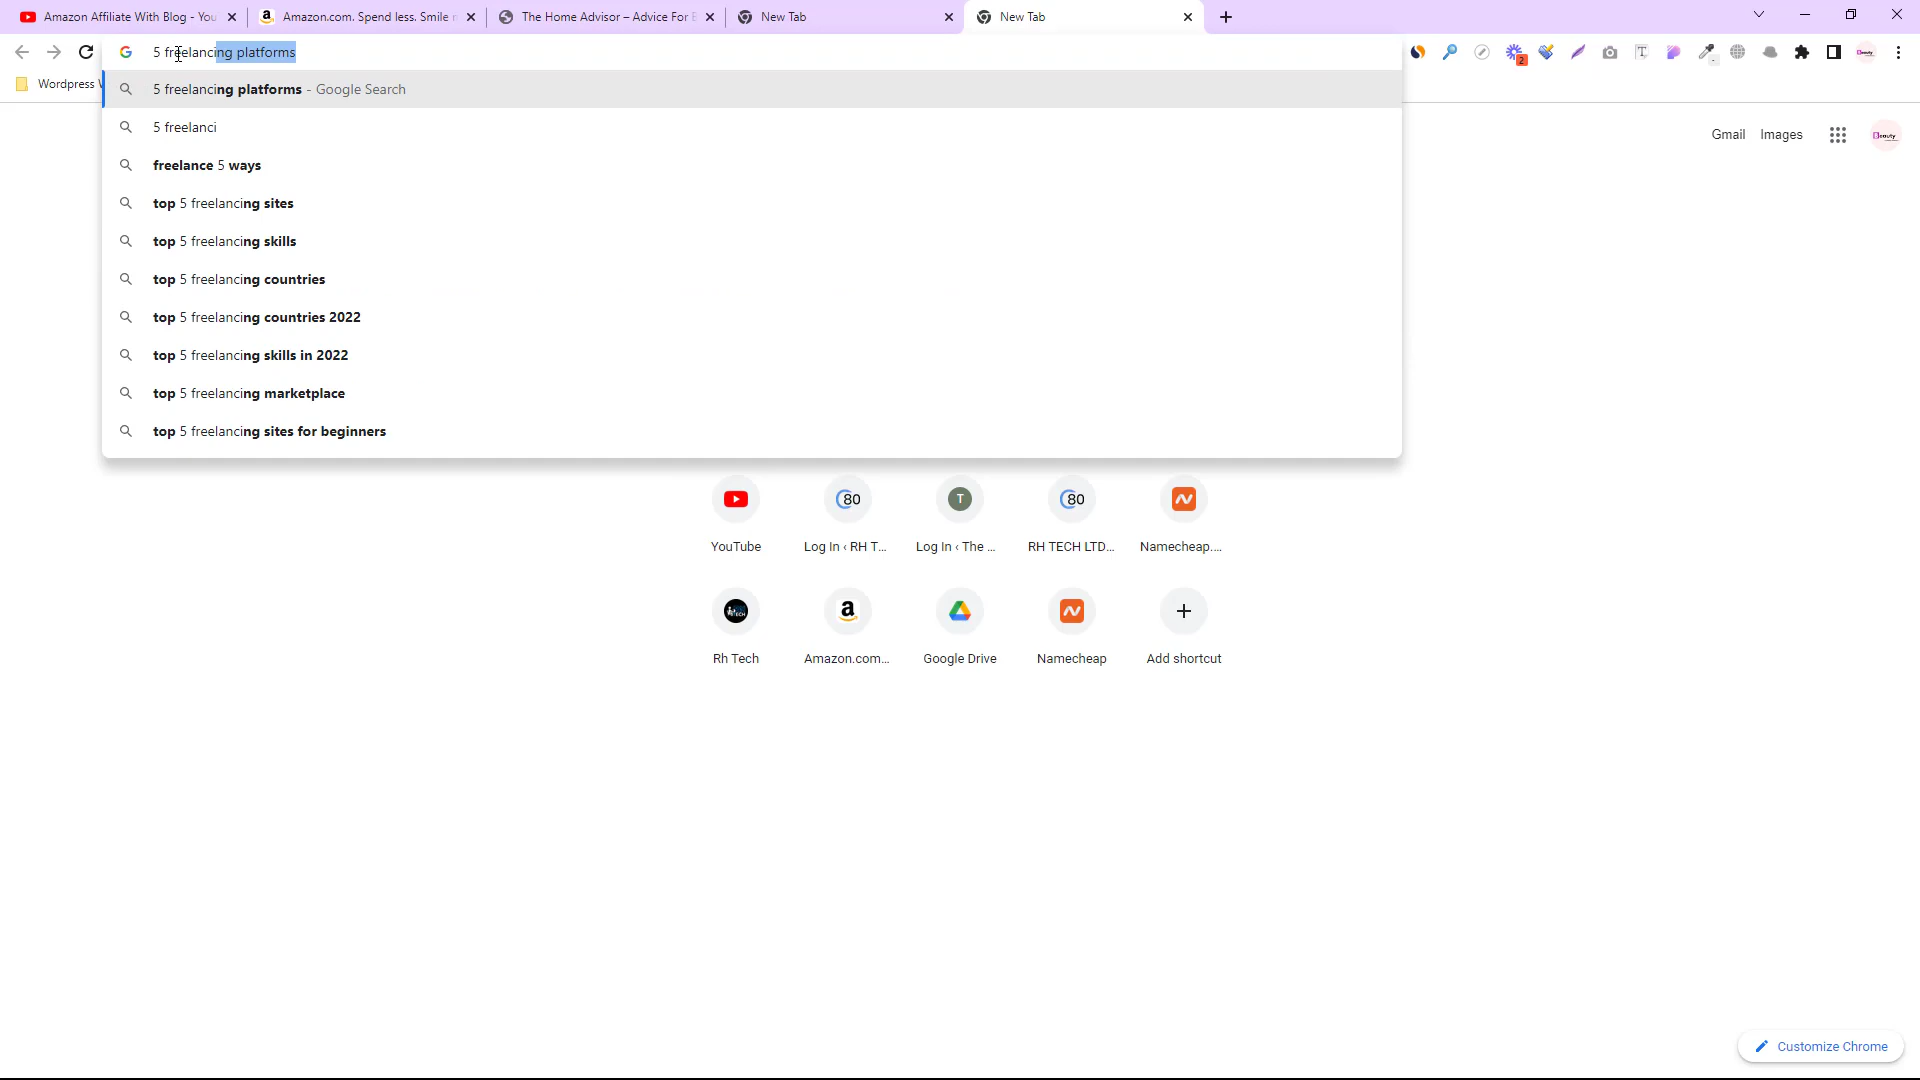 Amazon Affiliate With Blog - You
Amazon.com. Spend less. Smile m
The Home Advisor – Advice For E
New Tab
New Tab
5 freelancing platforms
2
Beauty
Wordpress W
5 freelancing platforms - Google Search
5 freelanci
freelance 5 ways
top 5 freelancing sites
top 5 freelancing skills
top 5 freelancing countries
top 5 freelancing countries 2022
top 5 freelancing skills in 2022
top 5 freelancing marketplace
top 5 freelancing sites for beginners
Gmail
Images
Beauty
80
T
80
YouTube
Log In ‹ RH T...
Log In ‹ The ...
RH TECH LTD...
Namecheap....
Rh Tech
Amazon.com...
Google Drive
Namecheap
Add shortcut
Customize Chrome